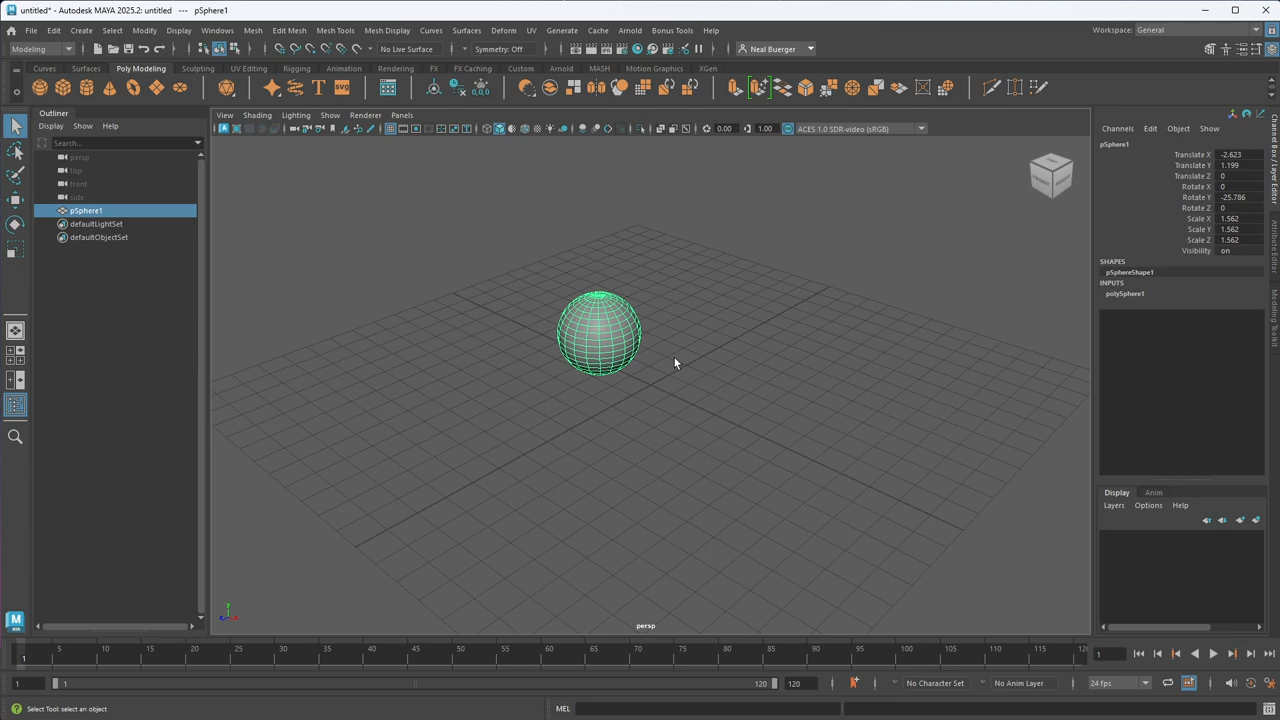 untitled* - Autodesk MAYA 2025.2: untitled --- pSphere1
File Edit Create Select Modify Display Windows Mesh Edit Mesh Mesh Tools Mesh Display Curves Surfaces Deform UV Generate Cache Arnold Bonus Tools Help
Workspace: General
Modeling No Live Surface Symmetry: Off Neal Buerger
Curves Surfaces Poly Modeling Sculpting UV Editing Rigging Animation Rendering FX FX Caching Custom Arnold MASH Motion Graphics XGen
Outliner
Display Show Help
Search...
persp
top
front
side
pSphere1
defaultLightSet
defaultObjectSet
View Shading Lighting Show Renderer Panels
0.00 1.00 ACES 1.0 SDR-video (sRGB)
persp
Channels Edit Object Show
pSphere1
Translate X -2.623
Translate Y 1.199
Translate Z 0
Rotate X 0
Rotate Y -25.786
Rotate Z 0
Scale X 1.562
Scale Y 1.562
Scale Z 1.562
Visibility on
SHAPES
pSphereShape1
INPUTS
polySphere1
Display Anim
Layers Options Help
Channel Box / Layer Editor
Attribute Editor
Modeling Toolkit
5 10 15 20 25 30 35 40 45 50 55 60 65 70 75 80 85 90 95 100 105 110 115 120
1
1
1 1 120 120 No Character Set No Anim Layer 24 fps
Select Tool: select an object
MEL